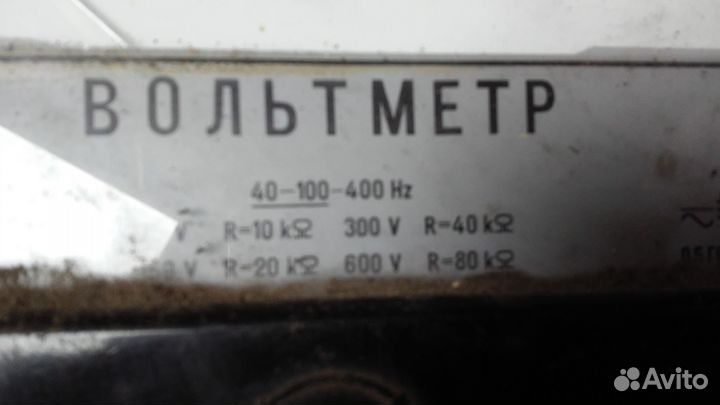 ВОЛЬТМЕТР
40-100-400 Hz
V R=10 kΩ 300 V R=40 kΩ
V R=20 kΩ 600 V R=80 kΩ
Avito